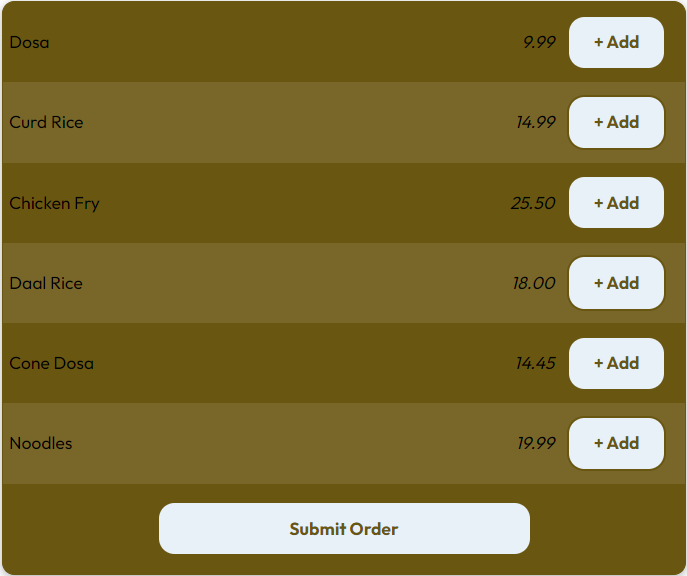 Dosa 9.99 + Add
Curd Rice 14.99 + Add
Chicken Fry 25.50 + Add
Daal Rice 18.00 + Add
Cone Dosa 14.45 + Add
Noodles 19.99 + Add
Submit Order